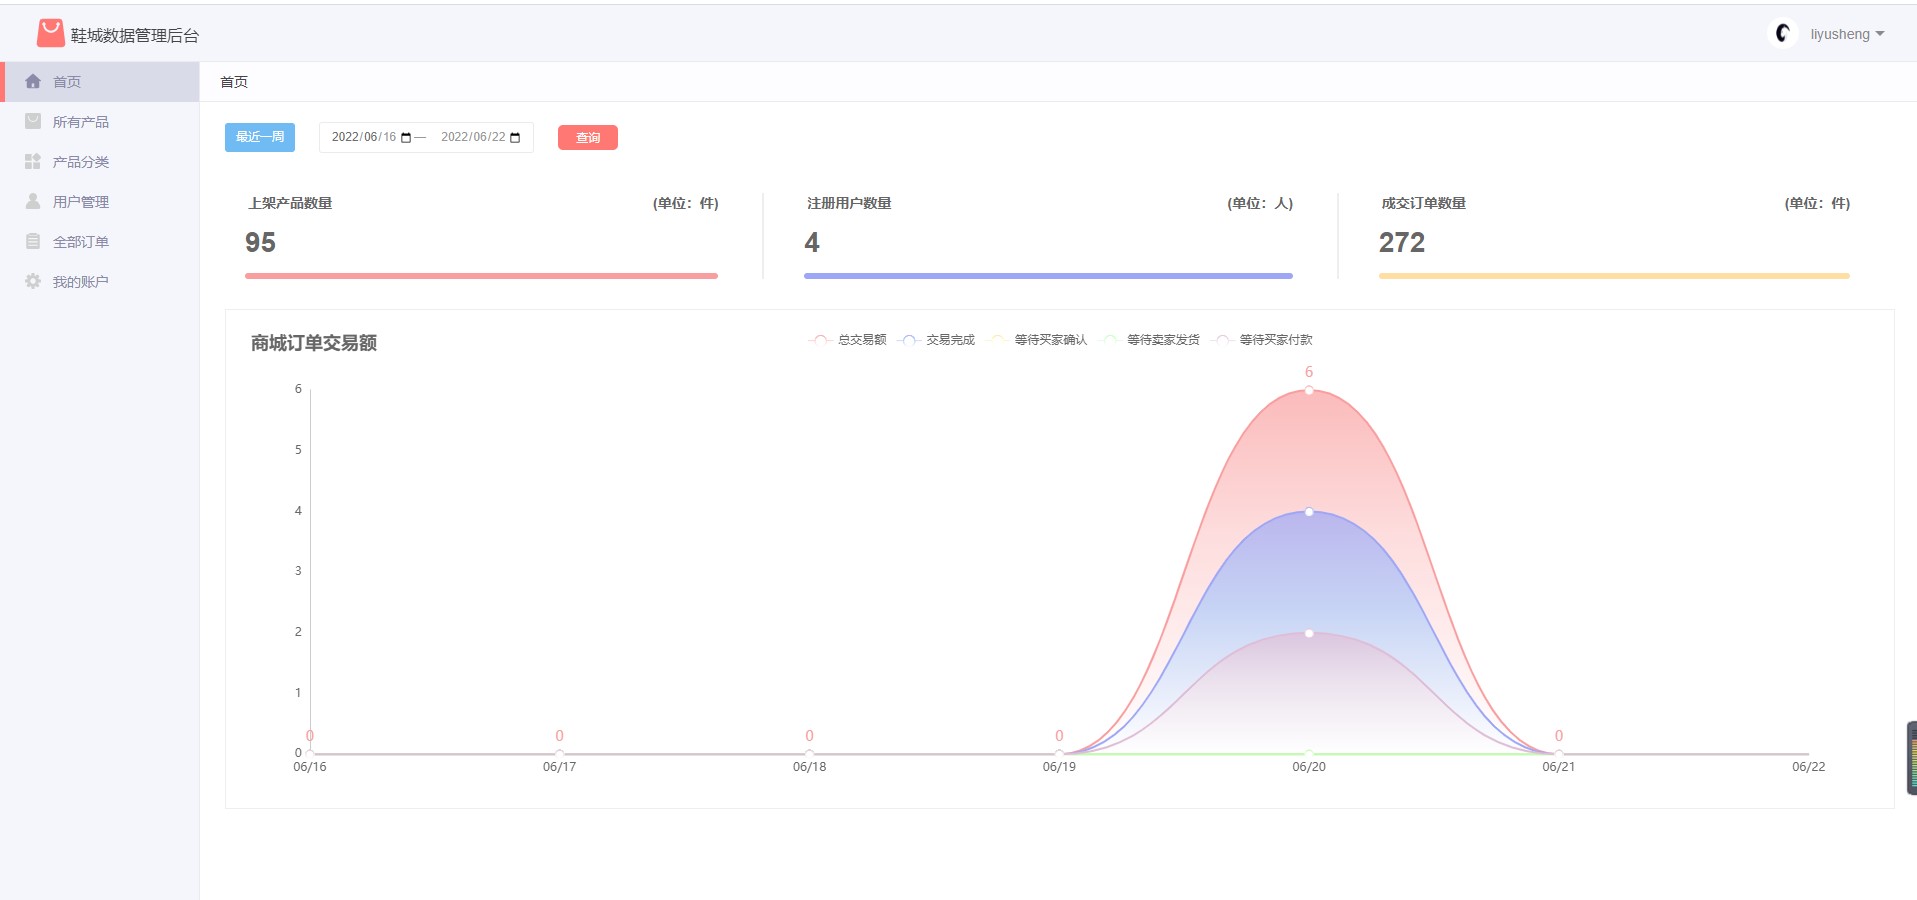 鞋城数据管理后台
liyusheng
首页
所有产品
产品分类
用户管理
全部订单
我的账户
首页
最近一周 2022/06/16 — 2022/06/22 查询
上架产品数量 (单位：件)
95
注册用户数量 (单位：人)
4
成交订单数量 (单位：件)
272
商城订单交易额
总交易额 交易完成 等待买家确认 等待卖家发货 等待买家付款
6
6
5
4
3
2
1
0
0 0 0 0 0
06/16 06/17 06/18 06/19 06/20 06/21 06/22